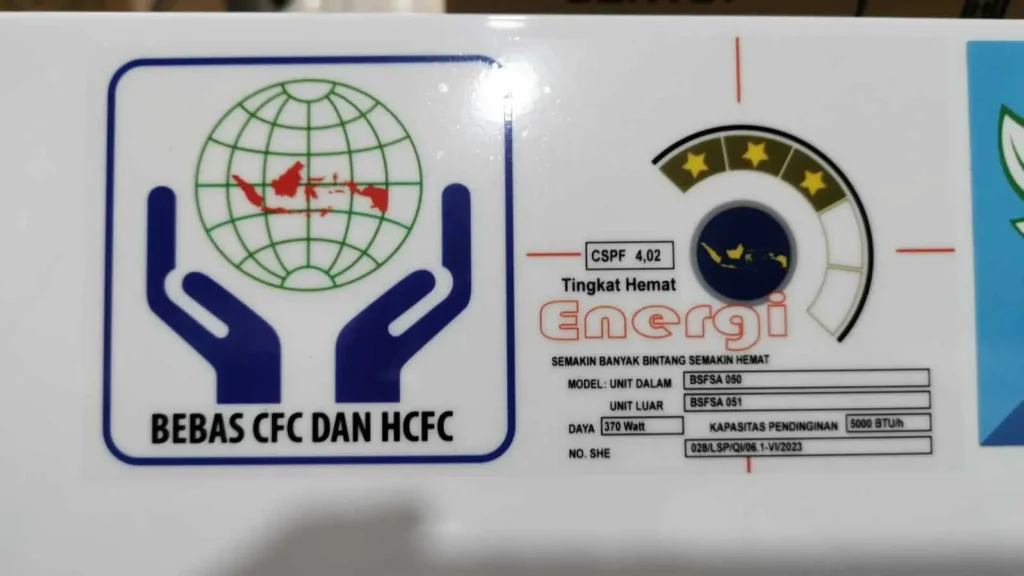 BEBAS CFC DAN HCFC
CSPF 4,02
Tingkat Hemat
Energi
SEMAKIN BANYAK BINTANG SEMAKIN HEMAT
MODEL: UNIT DALAM BSFSA 050
UNIT LUAR BSFSA 051
DAYA 370 Watt KAPASITAS PENDINGINAN 5000 BTU/h
NO. SHE 028/LSP/QI/06.1-VI/2023